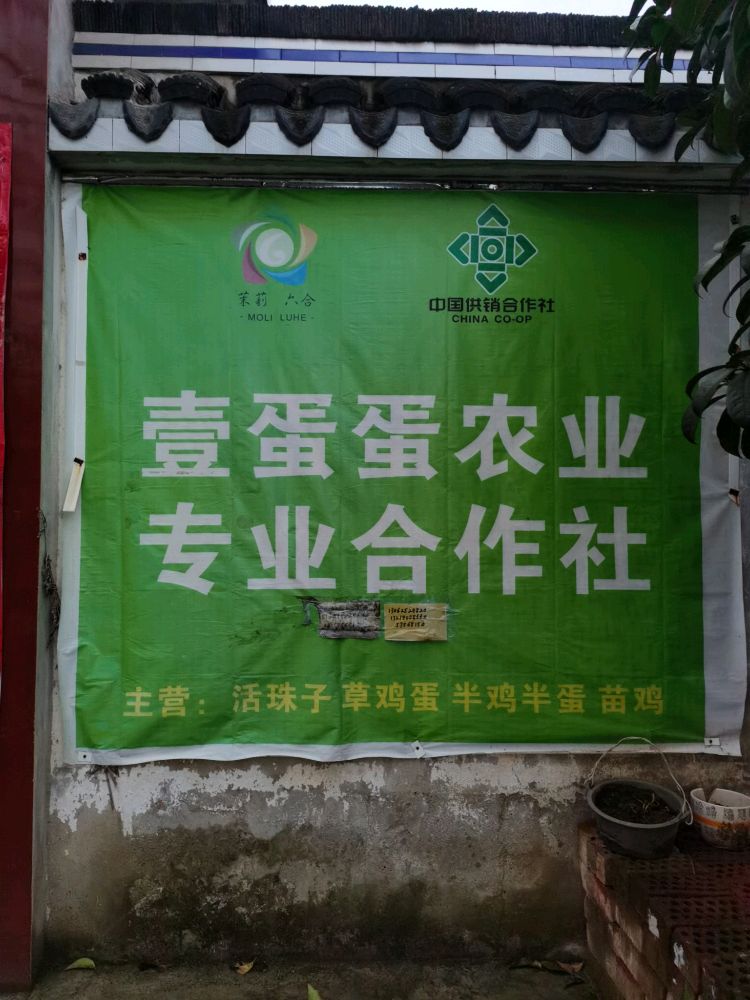 茉莉 六合
- MOLI LUHE -
中国供销合作社
CHINA CO-OP
壹蛋蛋农业
专业合作社
主营：活珠子 草鸡蛋 半鸡半蛋 苗鸡